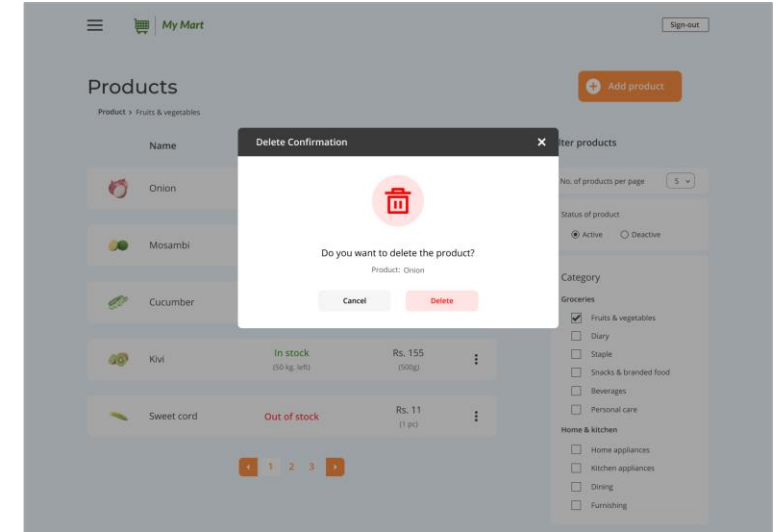 My Mart
Sign-out
Products
Add product
Product > Fruits & vegetables
Name
Delete Confirmation
lter products
Onion
No. of products per page 5
Do you want to delete the product?
Product: Onion
Cancel Delete
Status of product
Active Deactive
Mosambi
Cucumber
Kivi
In stock
(50 kg, left)
Rs. 155
(500g)
Sweet cord
Out of stock
Rs. 11
(1 pc)
1 2 3
Category
Groceries
Fruits & vegetables
Diary
Staple
Snacks & branded food
Beverages
Personal care
Home & kitchen
Home appliances
Kitchen appliances
Dining
Furnishing